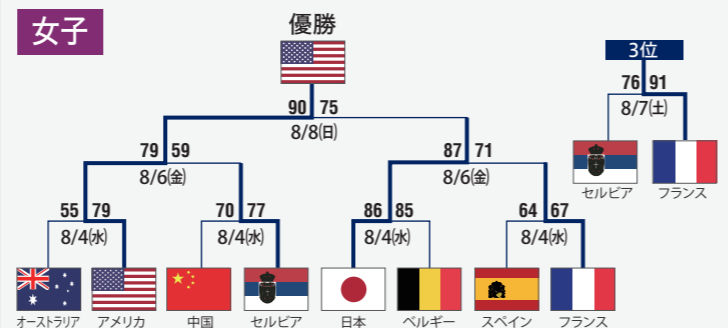 女子
優勝
3位
76 91
8/7(土)
セルビア フランス
90 75
8/8(日)
79 59
8/6(金)
87 71
8/6(金)
55 79
8/4(水)
70 77
8/4(水)
86 85
8/4(水)
64 67
8/4(水)
オーストラリア アメリカ 中国 セルビア 日本 ベルギー スペイン フランス